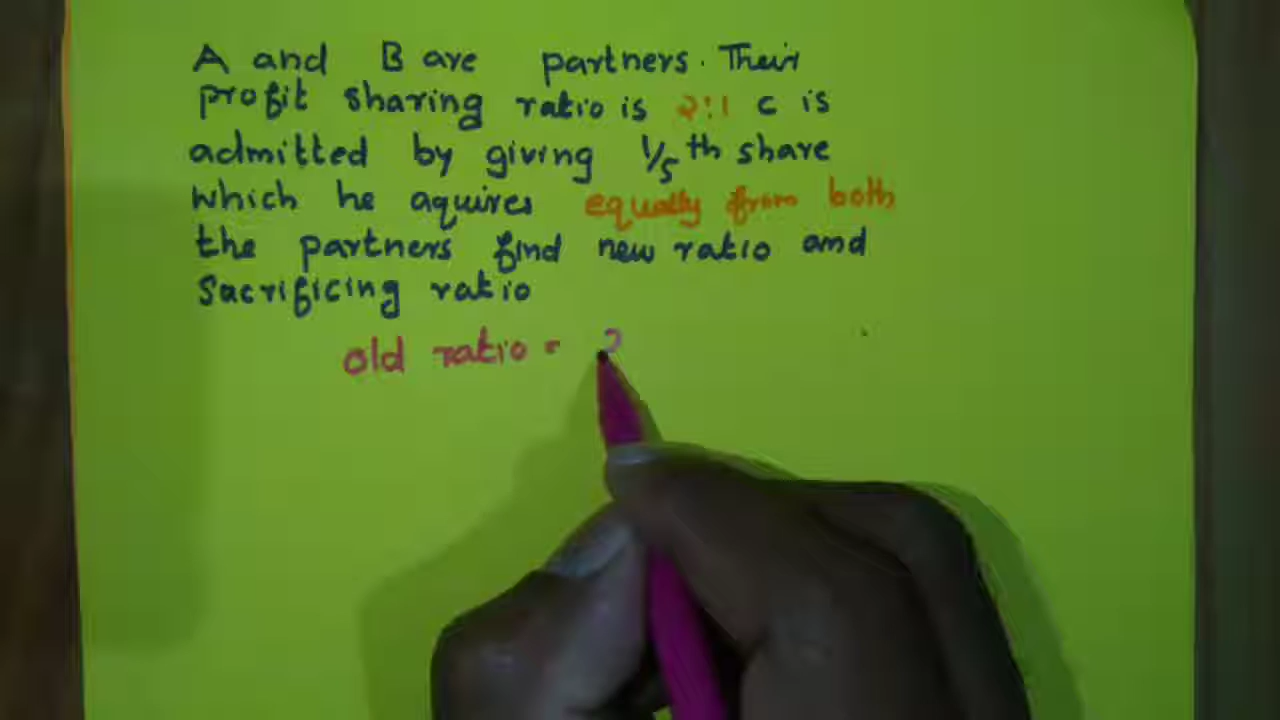 A and B are partners. Their
profit sharing ratio is 2:1 c is
admitted by giving 1/5th share
which he aquires equally from both
the partners find new ratio and
Sacrificing ratio
old ratio = 2